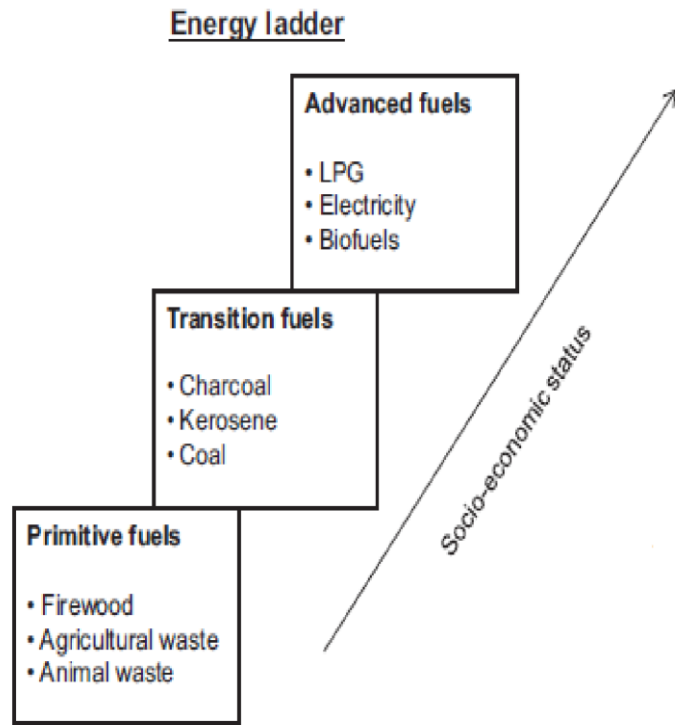 Energy ladder
Advanced fuels
• LPG
• Electricity
• Biofuels
Transition fuels
• Charcoal
• Kerosene
• Coal
Socio-economic status
Primitive fuels
• Firewood
• Agricultural waste
• Animal waste